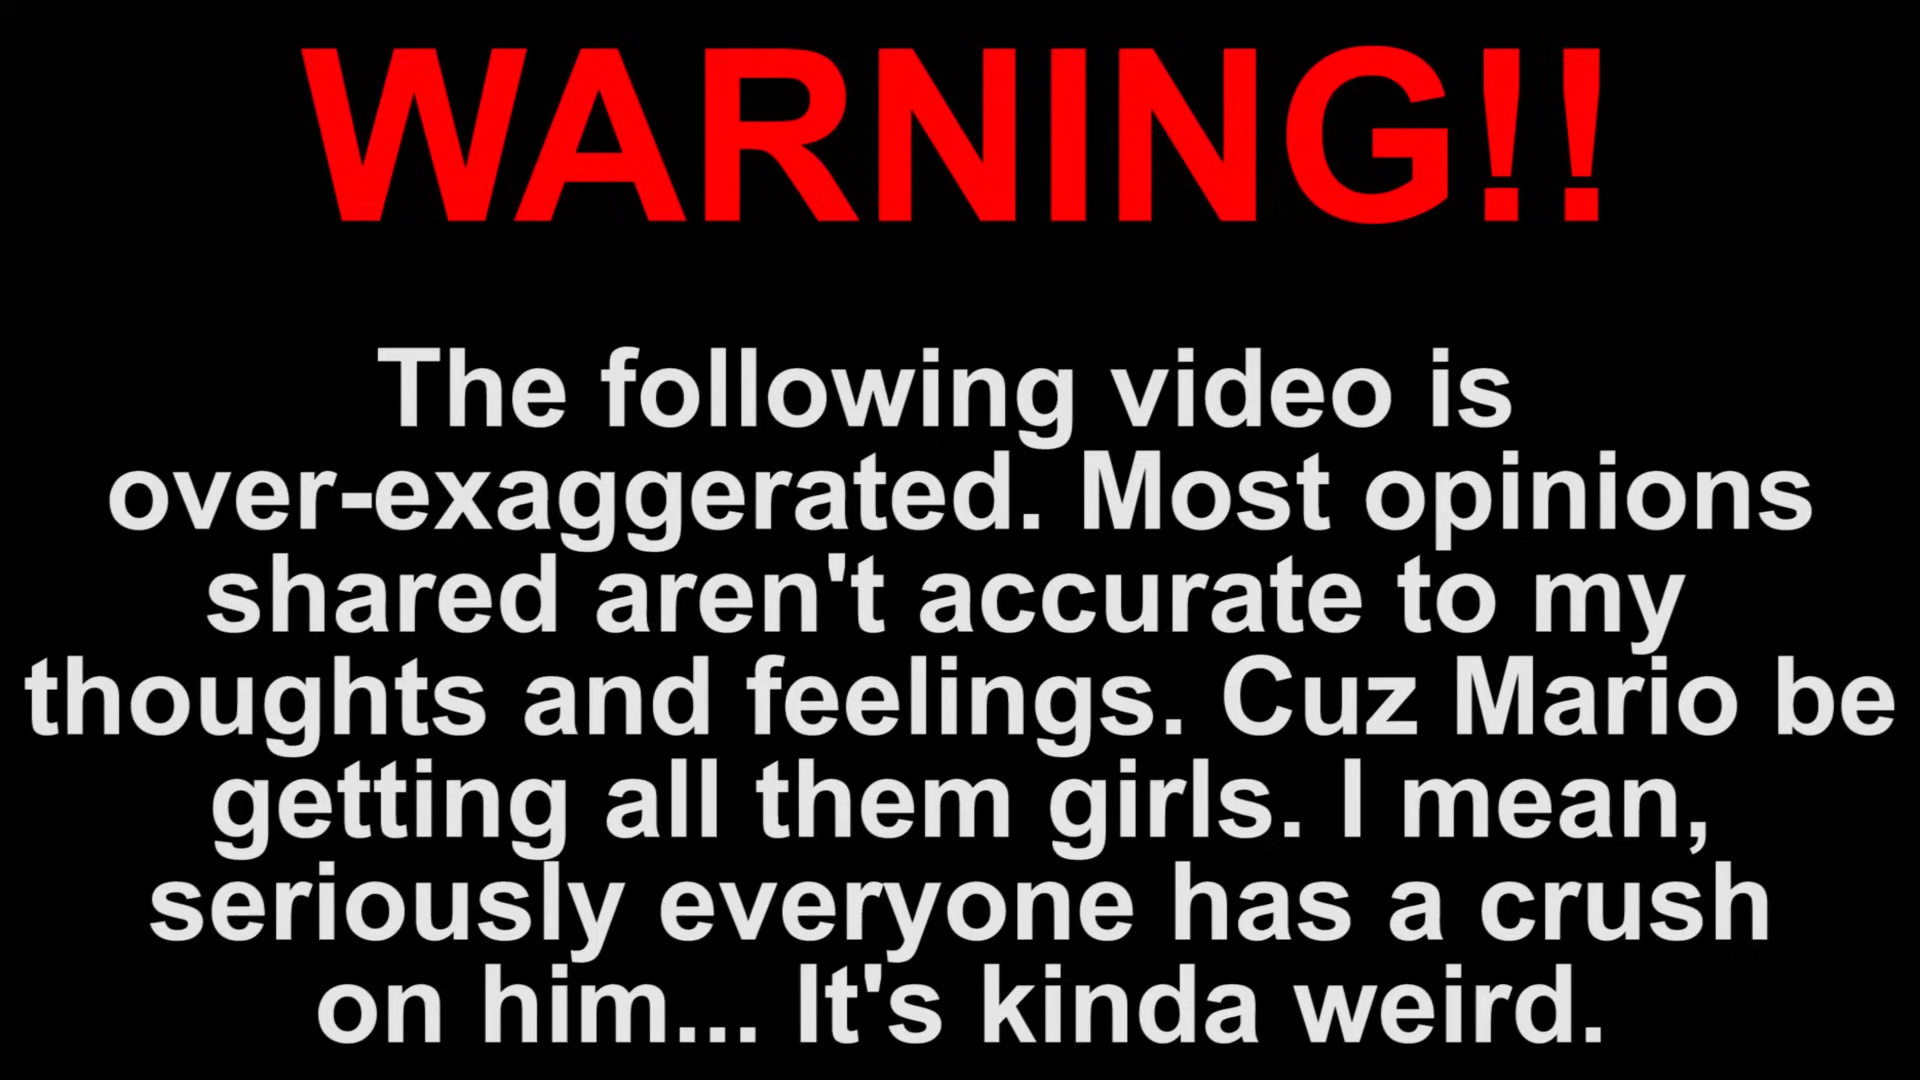 WARNING!!
The following video is
over-exaggerated. Most opinions
shared aren't accurate to my
thoughts and feelings. Cuz Mario be
getting all them girls. I mean,
seriously everyone has a crush
on him... It's kinda weird.